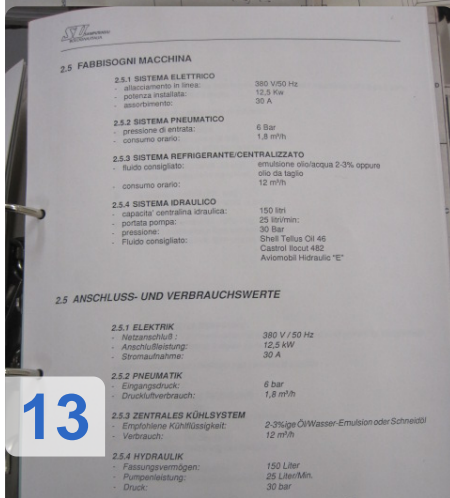 2.5 FABBISOGNI MACCHINA
2.5.1 SISTEMA ELETTRICO
- allacciamento in linea: 380 V/50 Hz
- potenza installata: 12,5 Kw
- assorbimento: 30 A
2.5.2 SISTEMA PNEUMATICO
- pressione di entrata: 6 Bar
- consumo orario: 1,8 m³/h
2.5.3 SISTEMA REFRIGERANTE/CENTRALIZZATO
- fluido consigliato: emulsione olio/acqua 2-3% oppure
olio da taglio
- consumo orario: 12 m³/h
2.5.4 SISTEMA IDRAULICO
- capacita' centralina idraulica: 150 litri
- portata pompa: 25 litri/min:
- pressione: 30 Bar
- Fluido consigliato: Shell Tellus Oil 46
Castrol Ilocut 482
Aviomobil Hidraulic "E"
2.5 ANSCHLUSS- UND VERBRAUCHSWERTE
2.5.1 ELEKTRIK
- Netzanschluß : 380 V / 50 Hz
- Anschlußleistung: 12,5 kW
- Stromaufnahme: 30 A
2.5.2 PNEUMATIK
- Eingangsdruck: 6 bar
- Druckluftverbrauch: 1,8 m³/h
2.5.3 ZENTRALES KÜHLSYSTEM
- Empfohlene Kühlflüssigkeit: 2-3%ige Öl/Wasser-Emulsion oder Schneidöl
- Verbrauch: 12 m³/h
2.5.4 HYDRAULIK
- Fassungsvermögen: 150 Liter
- Pumpenleistung: 25 Liter/Min.
- Druck: 30 bar
13